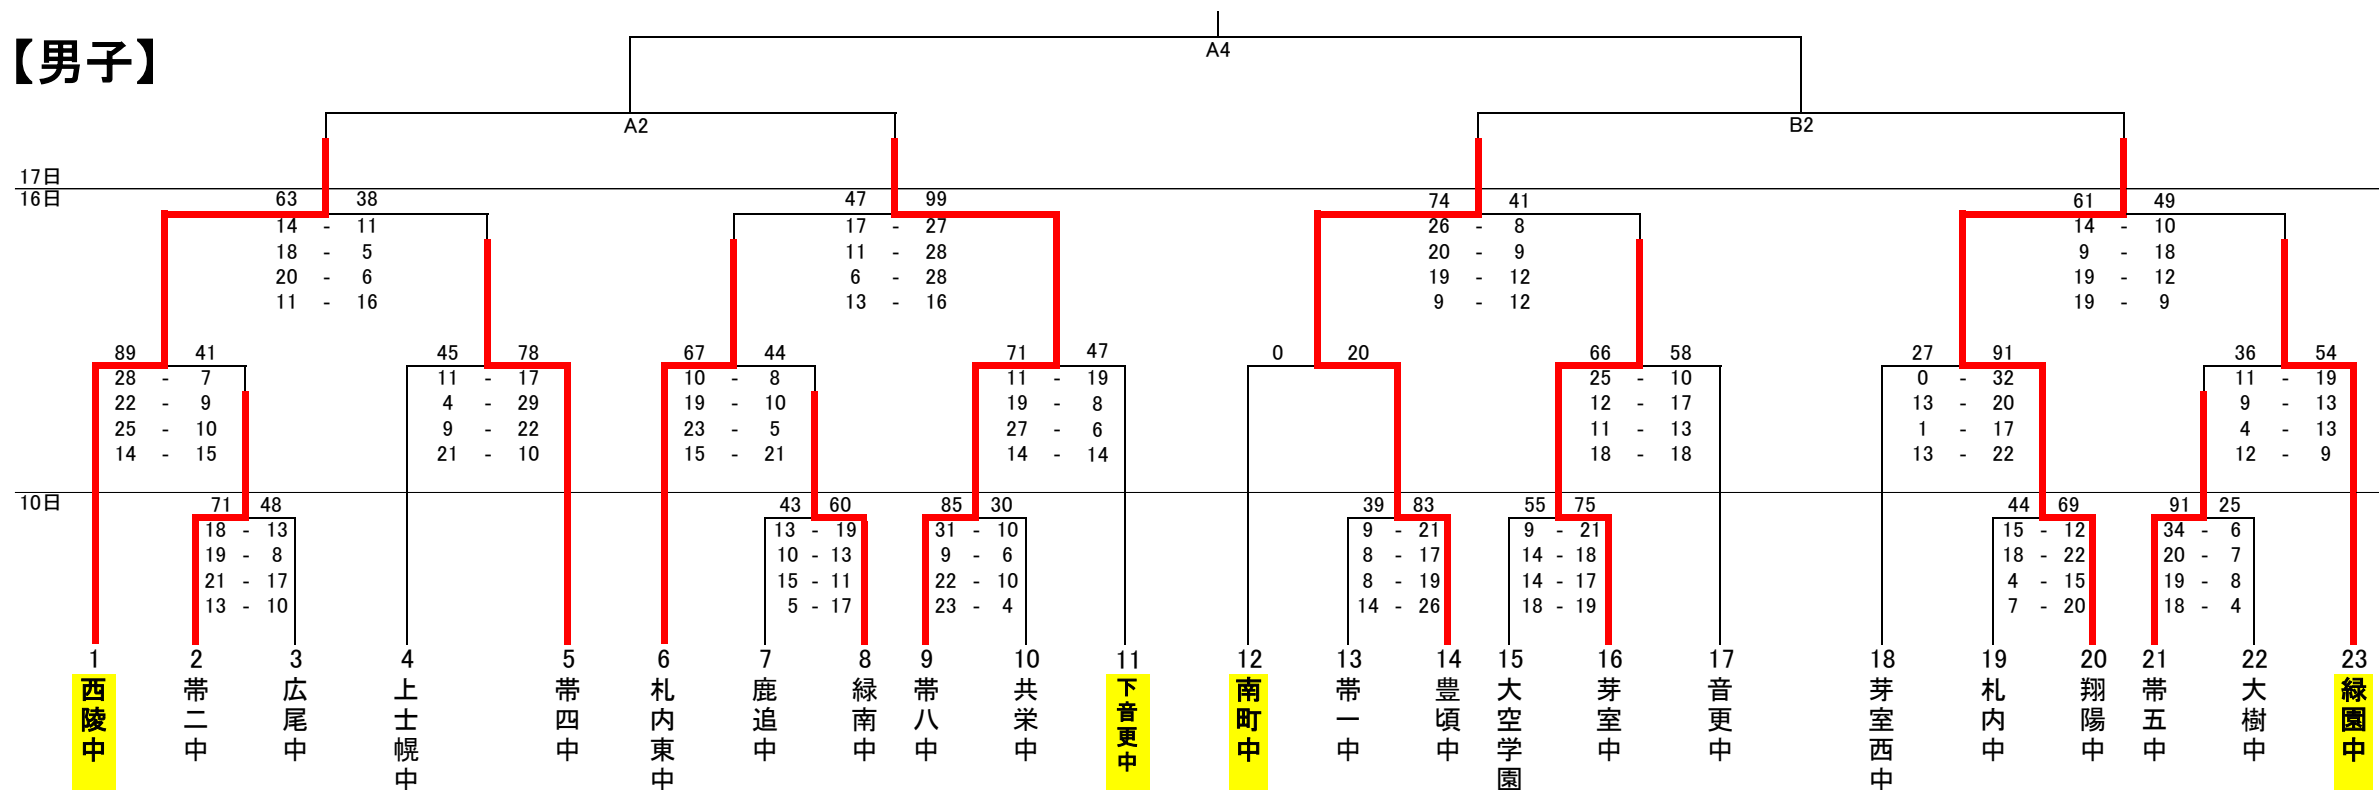 A4
【男子】
A2 B2
17日
16日
63 38 47 99 74 41 61 49
14 - 11 17 - 27 26 - 8 14 - 10
18 - 5 11 - 28 20 - 9 9 - 18
20 - 6 6 - 28 19 - 12 19 - 12
11 - 16 13 - 16 9 - 12 19 - 9
89 41 45 78 67 44 71 47 0 20 66 58 27 91 36 54
28 - 7 11 - 17 10 - 8 11 - 19 25 - 10 0 - 32 11 - 19
22 - 9 4 - 29 19 - 10 19 - 8 12 - 17 13 - 20 9 - 13
25 - 10 9 - 22 23 - 5 27 - 6 11 - 13 1 - 17 4 - 13
14 - 15 21 - 10 15 - 21 14 - 14 18 - 18 13 - 22 12 - 9
10日
71 48 43 60 85 30 39 83 55 75 44 69 91 25
18 - 13 13 - 19 31 - 10 9 - 21 9 - 21 15 - 12 34 - 6
19 - 8 10 - 13 9 - 6 8 - 17 14 - 18 18 - 22 20 - 7
21 - 17 15 - 11 22 - 10 8 - 19 14 - 17 4 - 15 19 - 8
13 - 10 5 - 17 23 - 4 14 - 26 18 - 19 7 - 20 18 - 4
1 2 3 4 5 6 7 8 9 10 11 12 13 14 15 16 17 18 19 20 21 22 23
西陵中
帯二中
広尾中
上士幌中
帯四中
札内東中
鹿追中
緑南中
帯八中
共栄中
下音更中
南町中
帯一中
豊頃中
大空学園
芽室中
音更中
芽室西中
札内中
翔陽中
帯五中
大樹中
緑園中